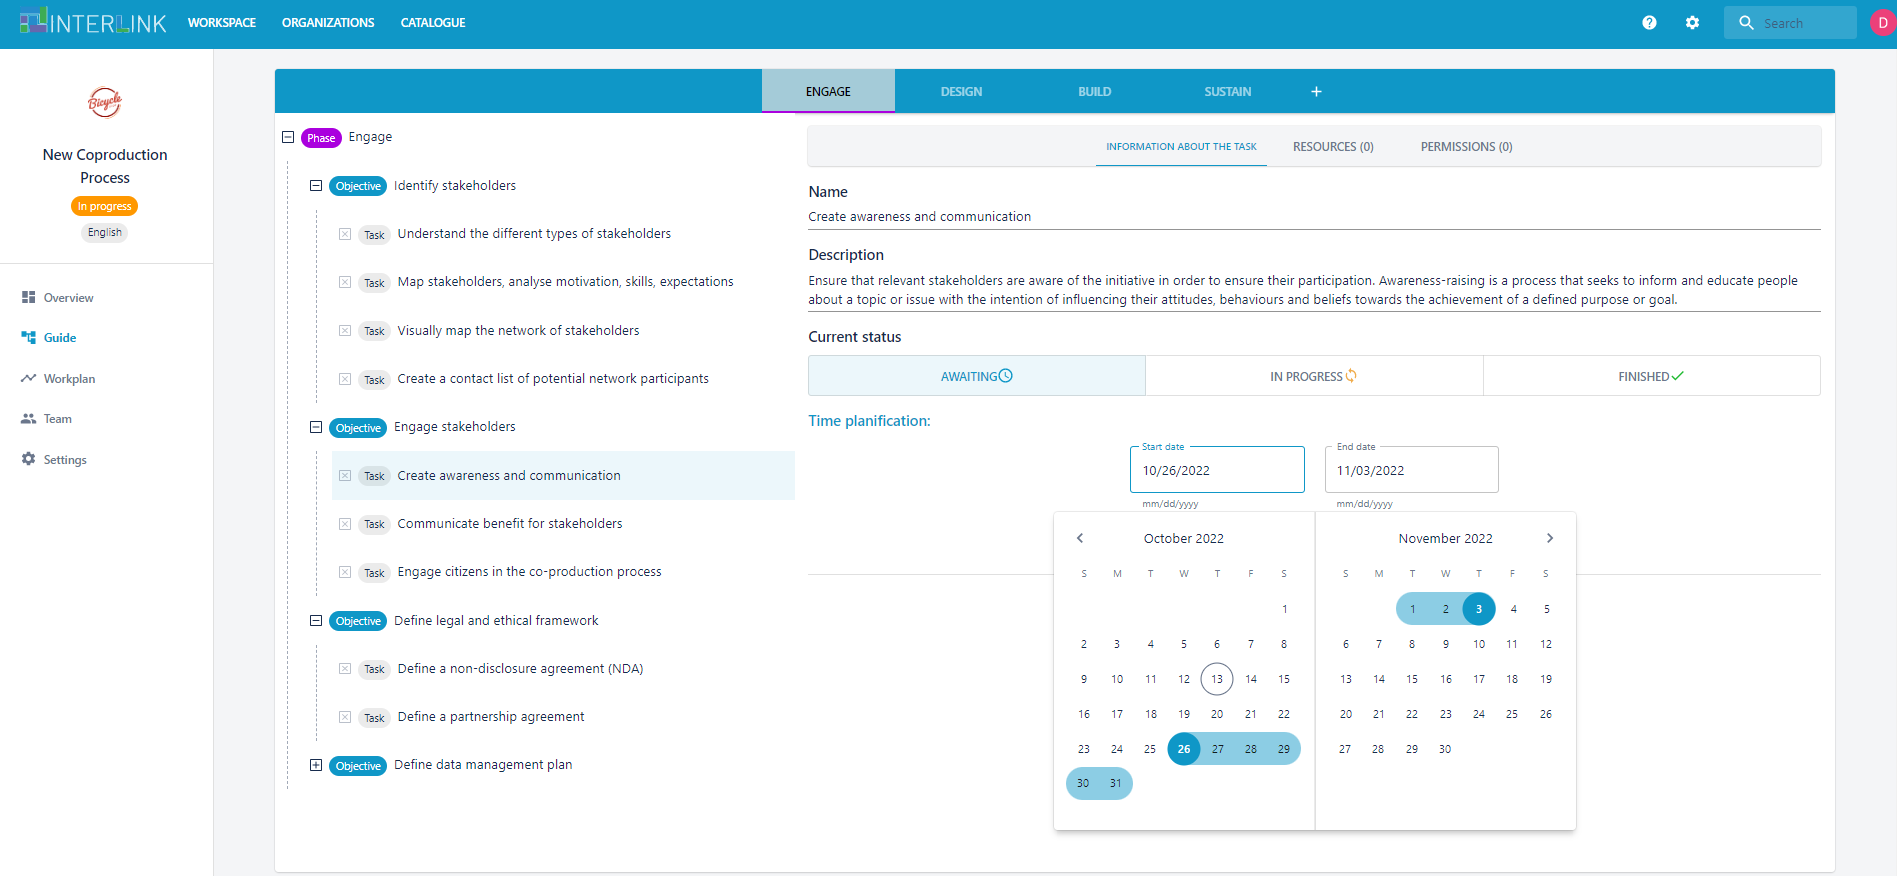 INTERLINK
WORKSPACE ORGANIZATIONS CATALOGUE
Search
D
Bicycle
New Coproduction
Process
In progress
English
Overview
Guide
Workplan
Team
Settings
ENGAGE DESIGN BUILD SUSTAIN +
Phase Engage
Objective Identify stakeholders
Task Understand the different types of stakeholders
Task Map stakeholders, analyse motivation, skills, expectations
Task Visually map the network of stakeholders
Task Create a contact list of potential network participants
Objective Engage stakeholders
Task Create awareness and communication
Task Communicate benefit for stakeholders
Task Engage citizens in the co-production process
Objective Define legal and ethical framework
Task Define a non-disclosure agreement (NDA)
Task Define a partnership agreement
Objective Define data management plan
INFORMATION ABOUT THE TASK RESOURCES (0) PERMISSIONS (0)
Name
Create awareness and communication
Description
Ensure that relevant stakeholders are aware of the initiative in order to ensure their participation. Awareness-raising is a process that seeks to inform and educate people
about a topic or issue with the intention of influencing their attitudes, behaviours and beliefs towards the achievement of a defined purpose or goal.
Current status
AWAITING IN PROGRESS FINISHED
Time planification:
Start date End date
10/26/2022 11/03/2022
mm/dd/yyyy mm/dd/yyyy
October 2022
S M T W T F S
1
2 3 4 5 6 7 8
9 10 11 12 13 14 15
16 17 18 19 20 21 22
23 24 25 26 27 28 29
30 31
November 2022
S M T W T F S
1 2 3 4 5
6 7 8 9 10 11 12
13 14 15 16 17 18 19
20 21 22 23 24 25 26
27 28 29 30